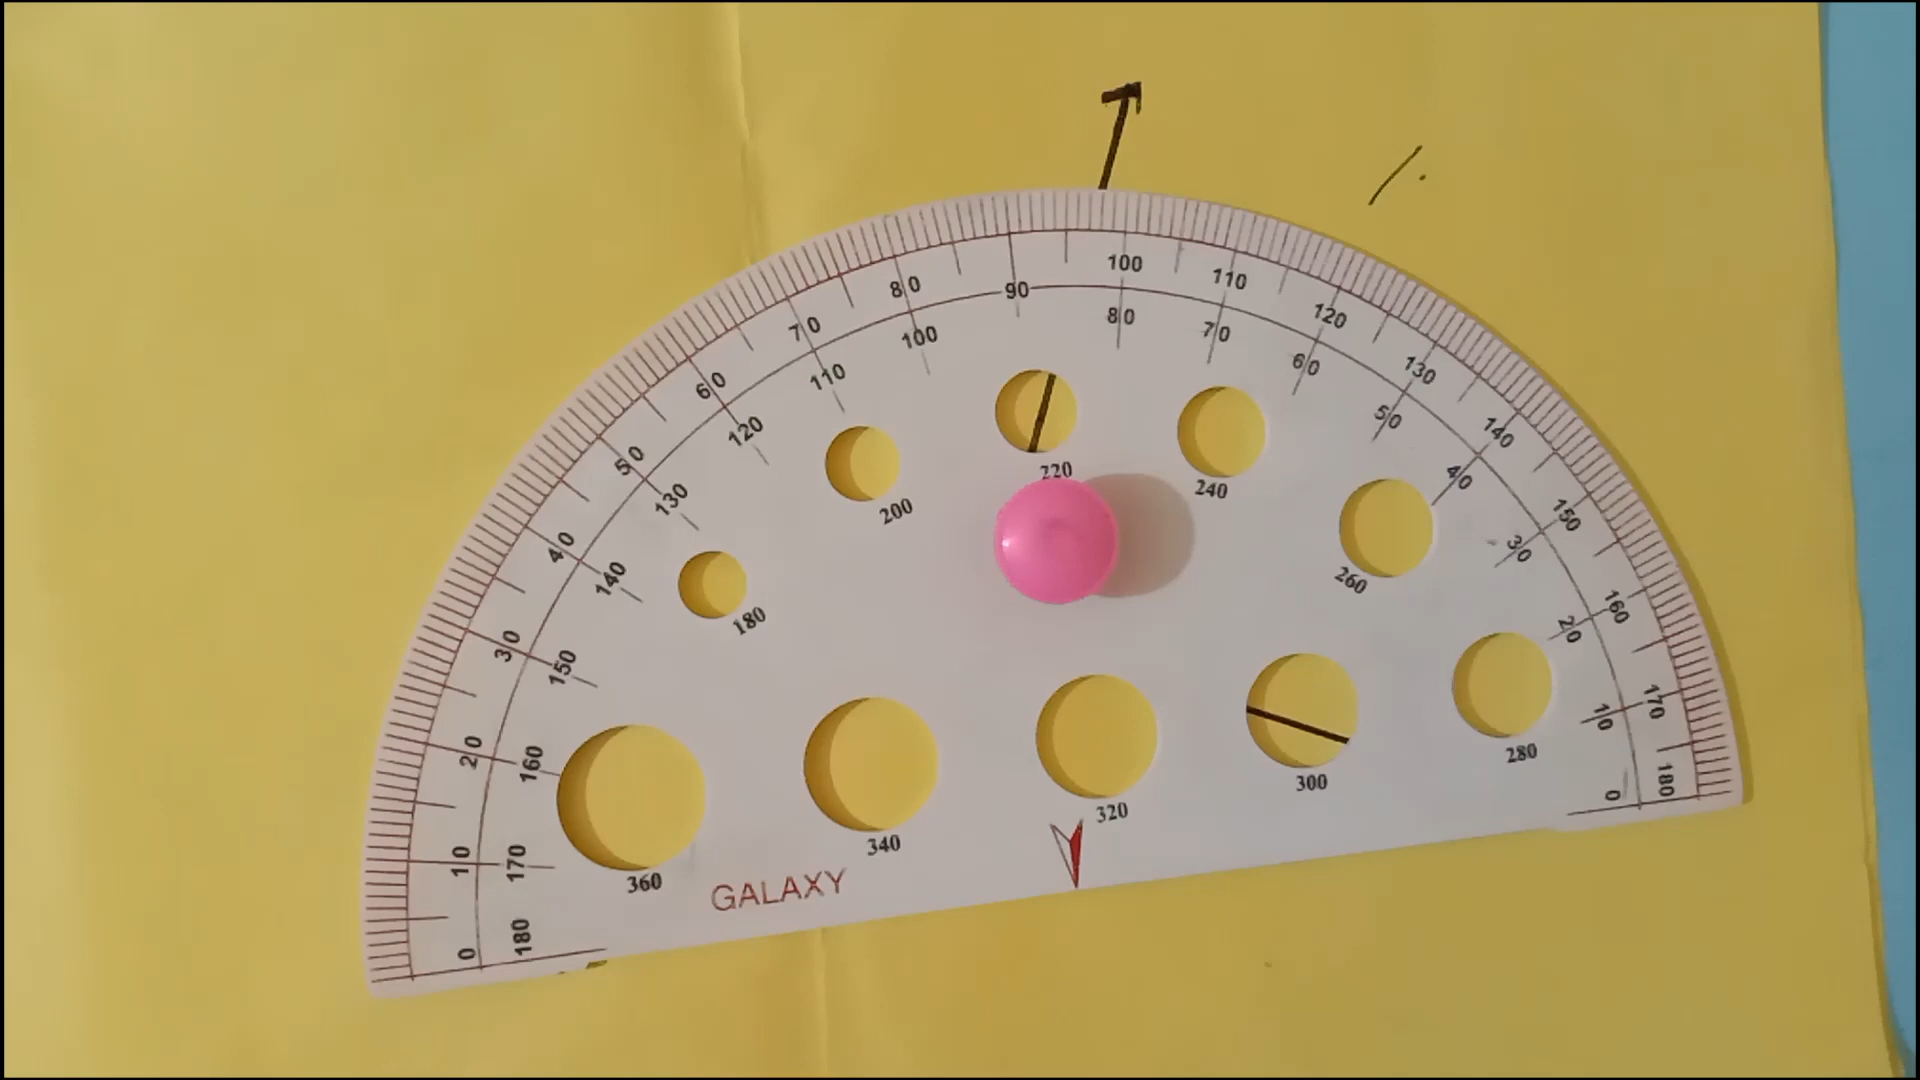 100
80 90 110
70 80 70 120
60 100 60 130
110
50 120 220 50 140
200 240 40
40 130 150
140 260 30
180 160
30 150 20
280 170
20 160 300 10
340 320 180
10 170 360 0
GALAXY
0 180